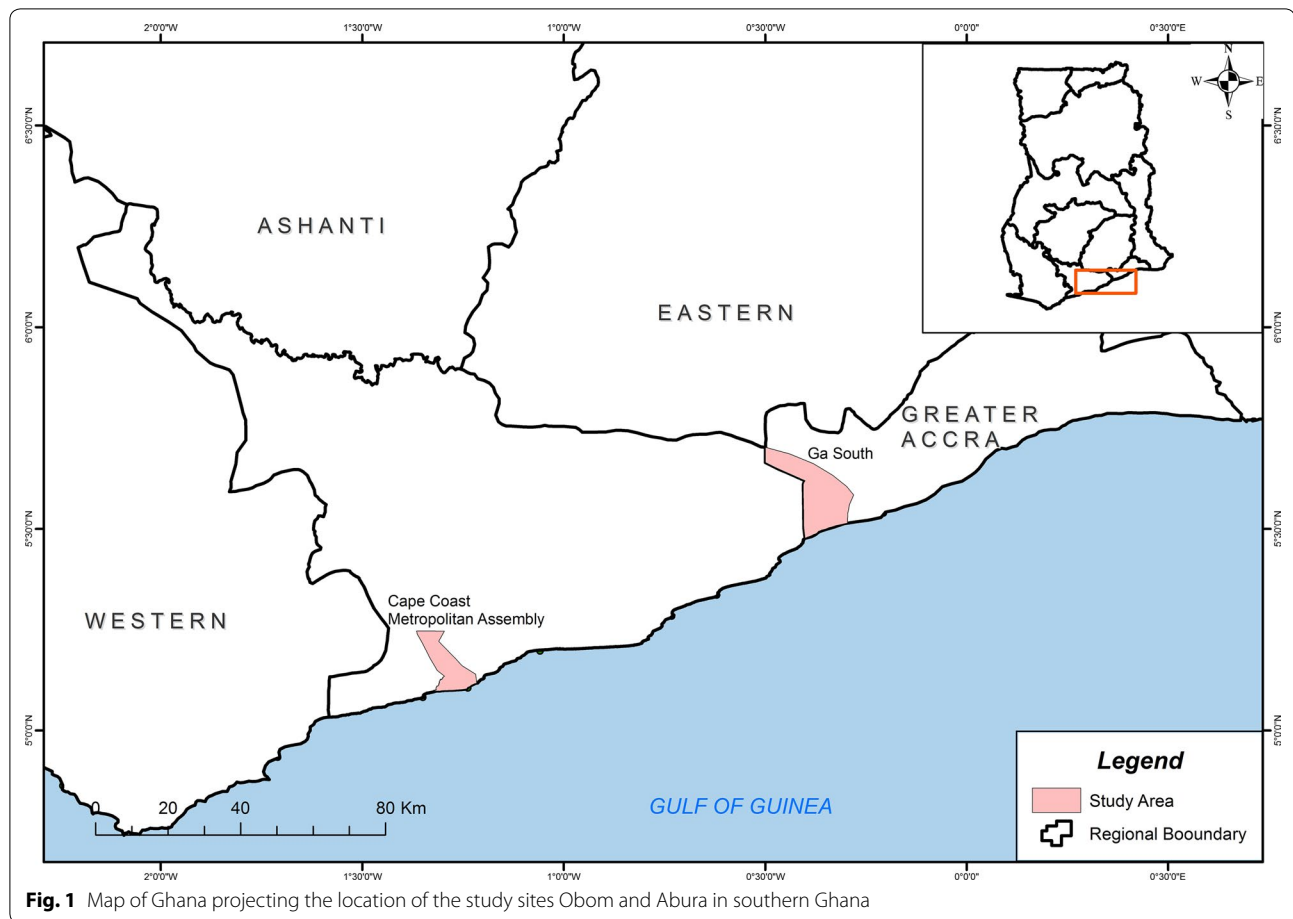 2°0'0"W 1°30'0"W 1°0'0"W 0°30'0"W 0°0'0" 0°30'0"E
N
W E
S
6°30'0"N 6°30'0"N
ASHANTI
EASTERN
6°0'0"N 6°0'0"N
GREATER
ACCRA
Ga South
5°30'0"N 5°30'0"N
Cape Coast
Metropolitan Assembly
WESTERN
5°0'0"N 5°0'0"N
Legend
Study Area
Regional Booundary
GULF OF GUINEA
0 20 40 80 Km
2°0'0"W 1°30'0"W 1°0'0"W 0°30'0"W 0°0'0" 0°30'0"E
Fig. 1 Map of Ghana projecting the location of the study sites Obom and Abura in southern Ghana